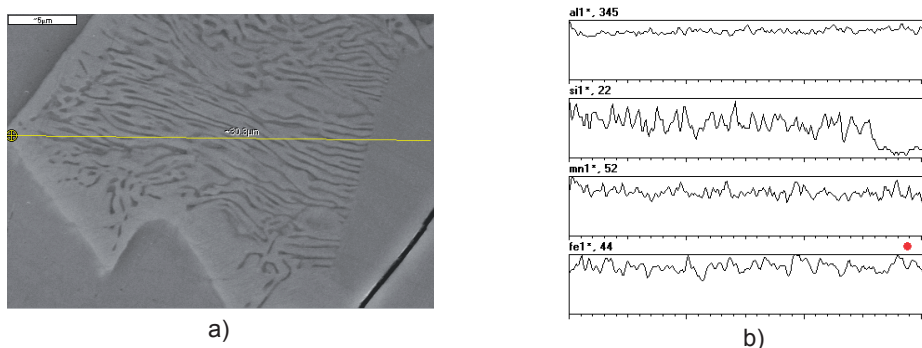 ~5µm
+30.3µm
a)
al1*, 345
si1*, 22
mn1*, 52
fe1*, 44
b)